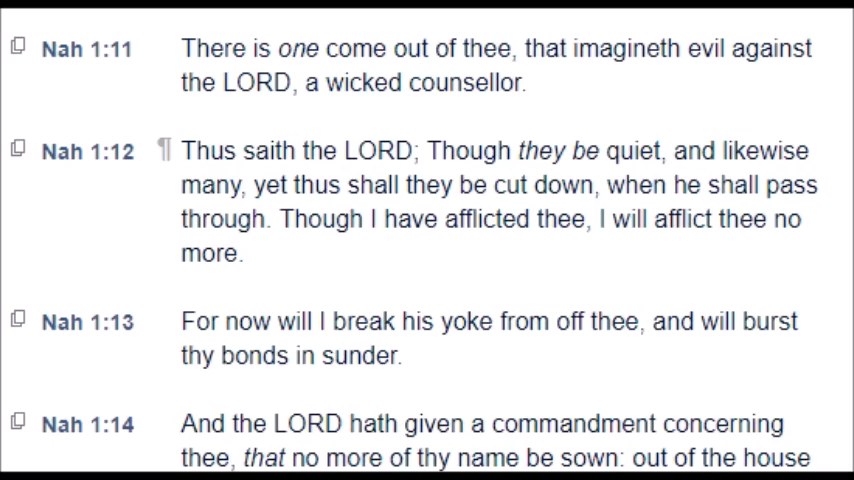 Nah 1:11 There is one come out of thee, that imagineth evil against
the LORD, a wicked counsellor.
Nah 1:12 ¶ Thus saith the LORD; Though they be quiet, and likewise
many, yet thus shall they be cut down, when he shall pass
through. Though I have afflicted thee, I will afflict thee no
more.
Nah 1:13 For now will I break his yoke from off thee, and will burst
thy bonds in sunder.
Nah 1:14 And the LORD hath given a commandment concerning
thee, that no more of thy name be sown: out of the house